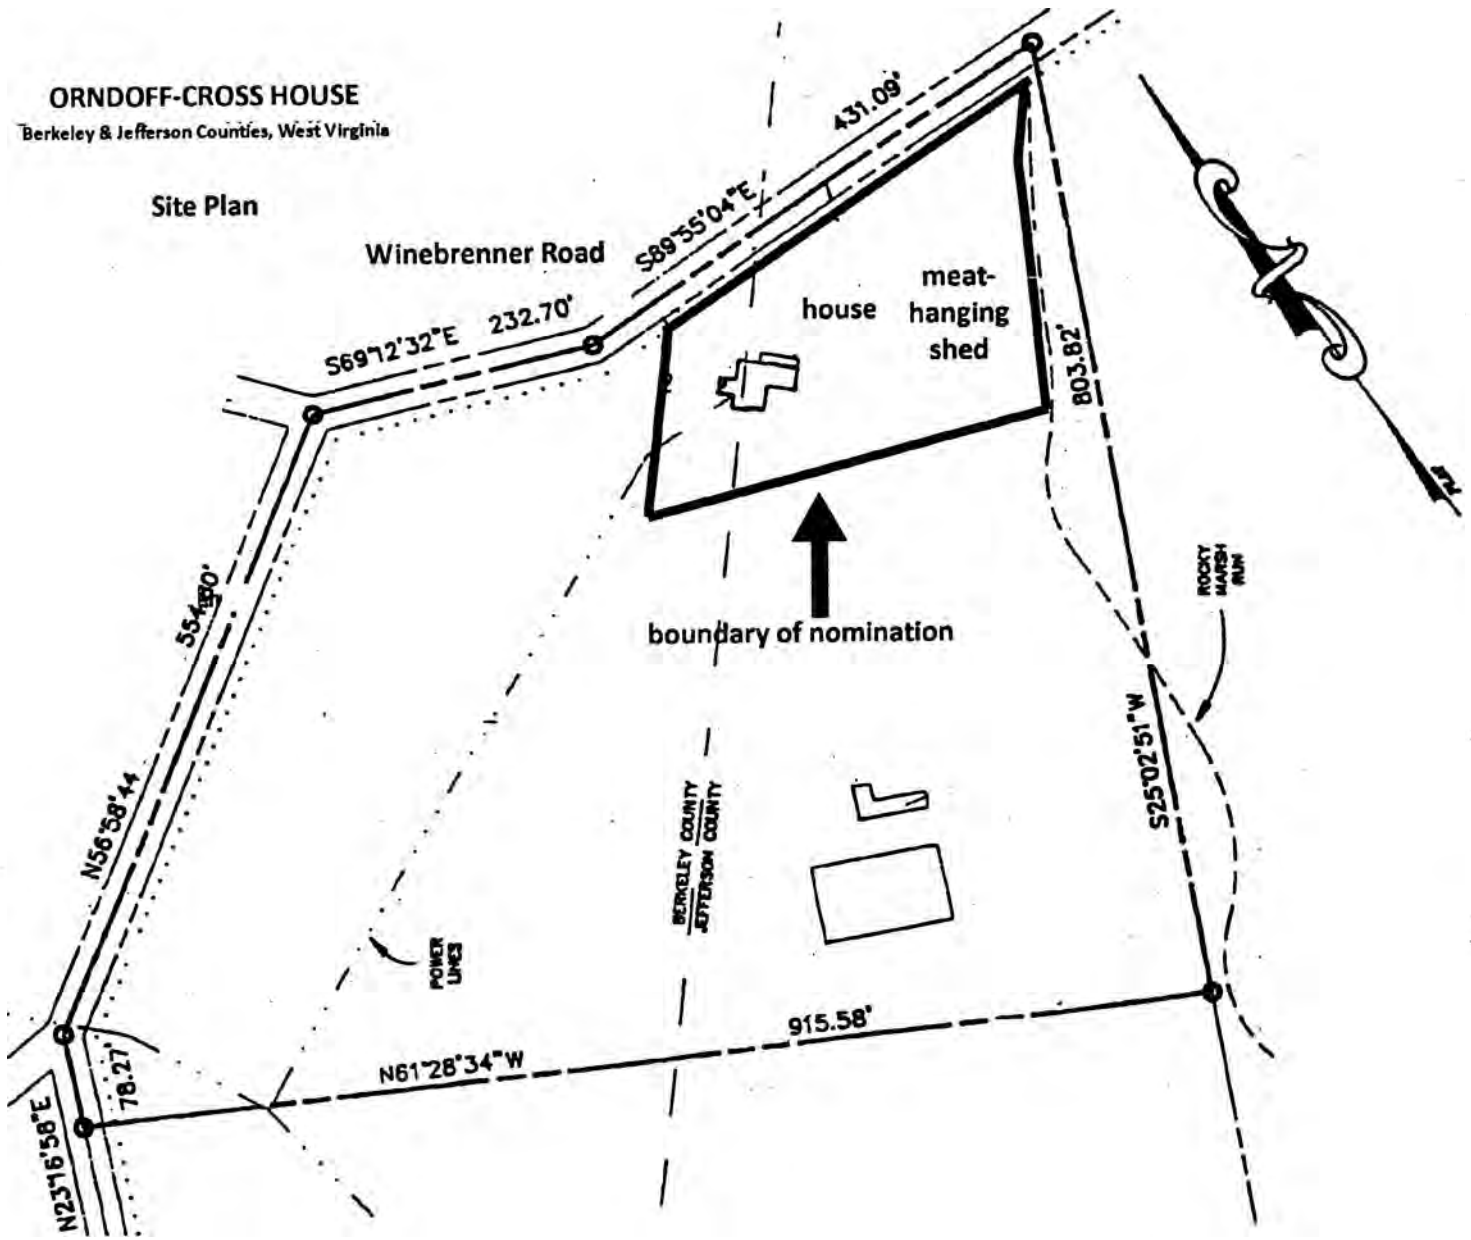 ORNDOFF-CROSS HOUSE
Berkeley & Jefferson Counties, West Virginia
Site Plan
Winebrenner Road
431.09'
S89°55'04"E
232.70'
S69°12'32"E
house
meat-
hanging
shed
803.82'
boundary of nomination
ROCKY
MARSH
RUN
N56°58'44
S25°02'51"W
BERKELEY COUNTY
JEFFERSON COUNTY
POWER
LINES
915.58'
N61°28'34"W
78.27'
N23°16'58"E